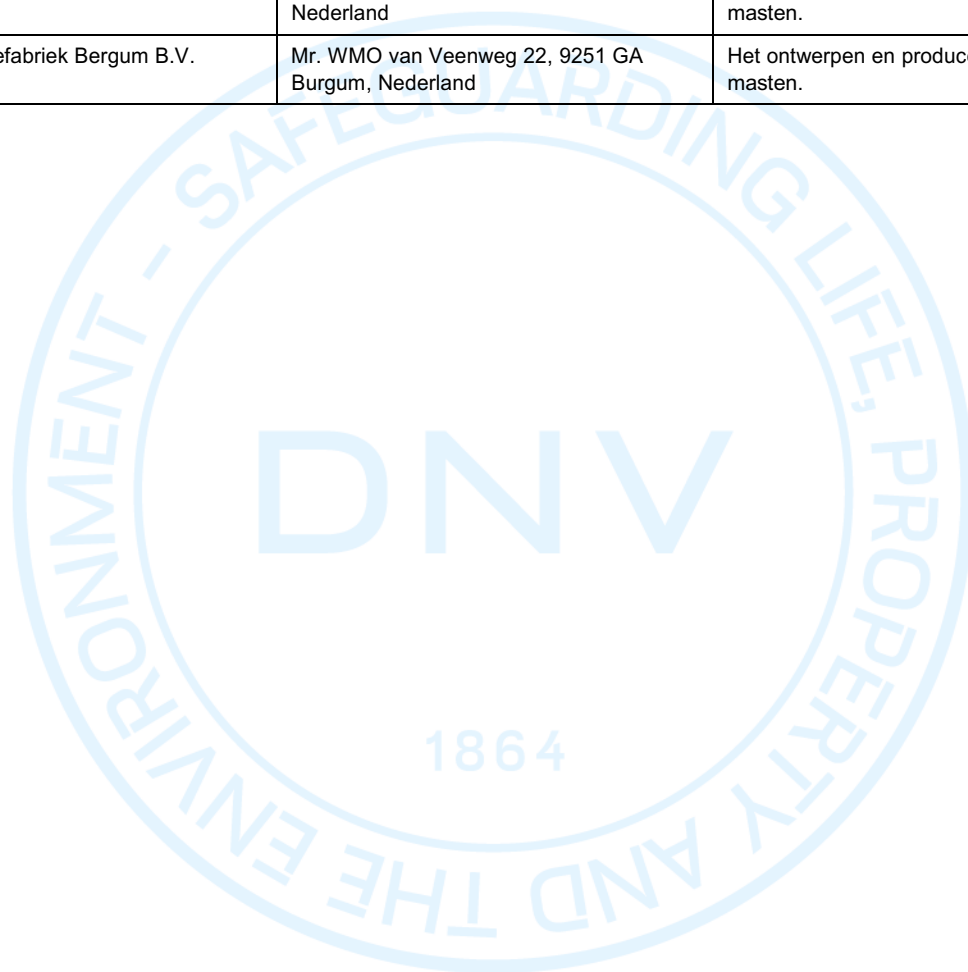 Nederland
masten.
efabriek Bergum B.V.
Mr. WMO van Veenweg 22, 9251 GA
Burgum, Nederland
Het ontwerpen en produc
masten.
SAFEGUARDING LIFE, PROPERTY AND THE ENVIRONMENT -
DNV
1864